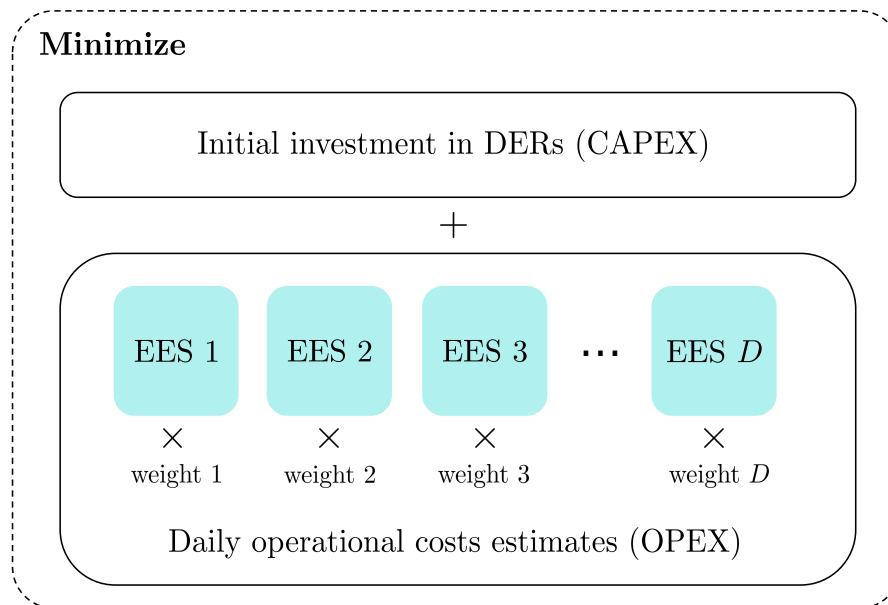 Minimize
Initial investment in DERs (CAPEX)
+
EES 1 EES 2 EES 3 ⋯ EES D
× × × ×
weight 1 weight 2 weight 3 weight D
Daily operational costs estimates (OPEX)